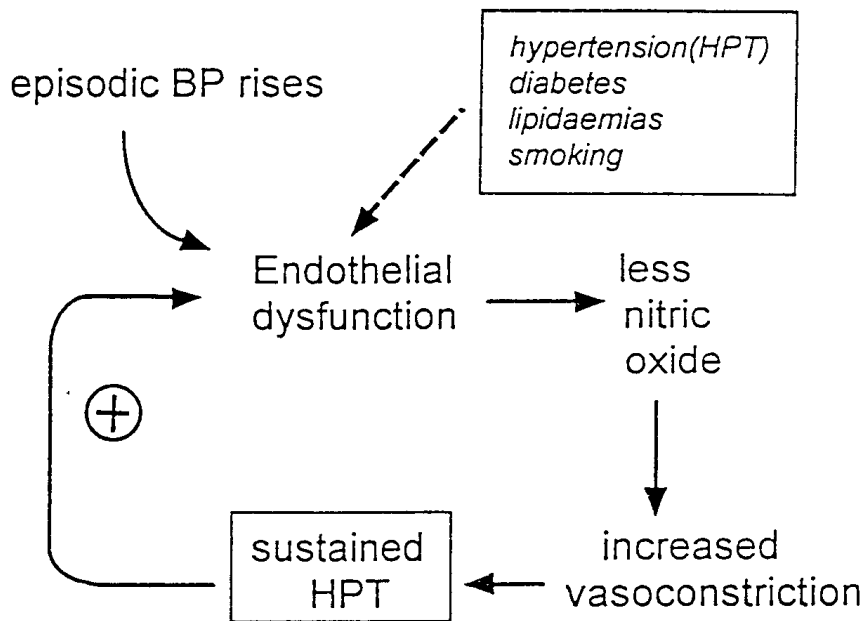 episodic BP rises
hypertension(HPT)
diabetes
lipidaemias
smoking
Endothelial
dysfunction
less
nitric
oxide
+
increased
vasoconstriction
sustained
HPT